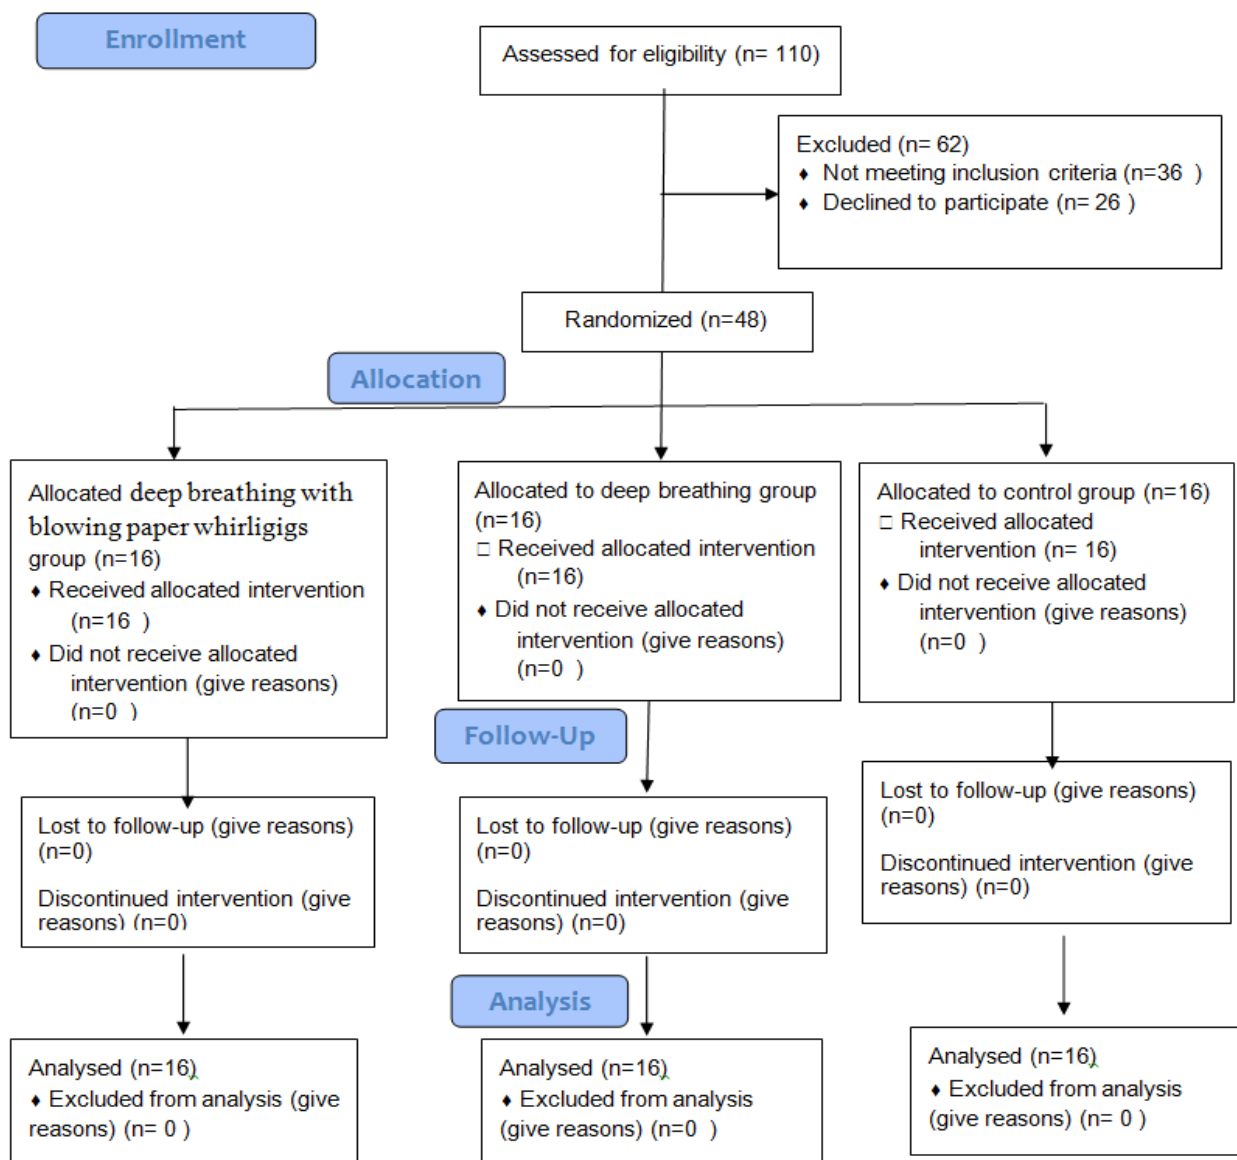 Enrollment
Assessed for eligibility (n= 110)
Excluded (n= 62)
♦ Not meeting inclusion criteria (n=36 )
♦ Declined to participate (n= 26 )
Randomized (n=48)
Allocation
Allocated deep breathing with
blowing paper whirligigs
group (n=16)
♦ Received allocated intervention
(n=16 )
♦ Did not receive allocated
intervention (give reasons)
(n=0 )
Allocated to deep breathing group
(n=16)
□ Received allocated intervention
(n=16)
♦ Did not receive allocated
intervention (give reasons)
(n=0 )
Allocated to control group (n=16)
□ Received allocated
intervention (n= 16)
♦ Did not receive allocated
intervention (give reasons)
(n=0 )
Follow-Up
Lost to follow-up (give reasons)
(n=0)
Discontinued intervention (give
reasons) (n=0)
Lost to follow-up (give reasons)
(n=0)
Discontinued intervention (give
reasons) (n=0)
Lost to follow-up (give reasons)
(n=0)
Discontinued intervention (give
reasons) (n=0)
Analysis
Analysed (n=16)
♦ Excluded from analysis (give
reasons) (n= 0 )
Analysed (n=16)
♦ Excluded from analysis
(give reasons) (n=0 )
Analysed (n=16)
♦ Excluded from analysis
(give reasons) (n= 0 )